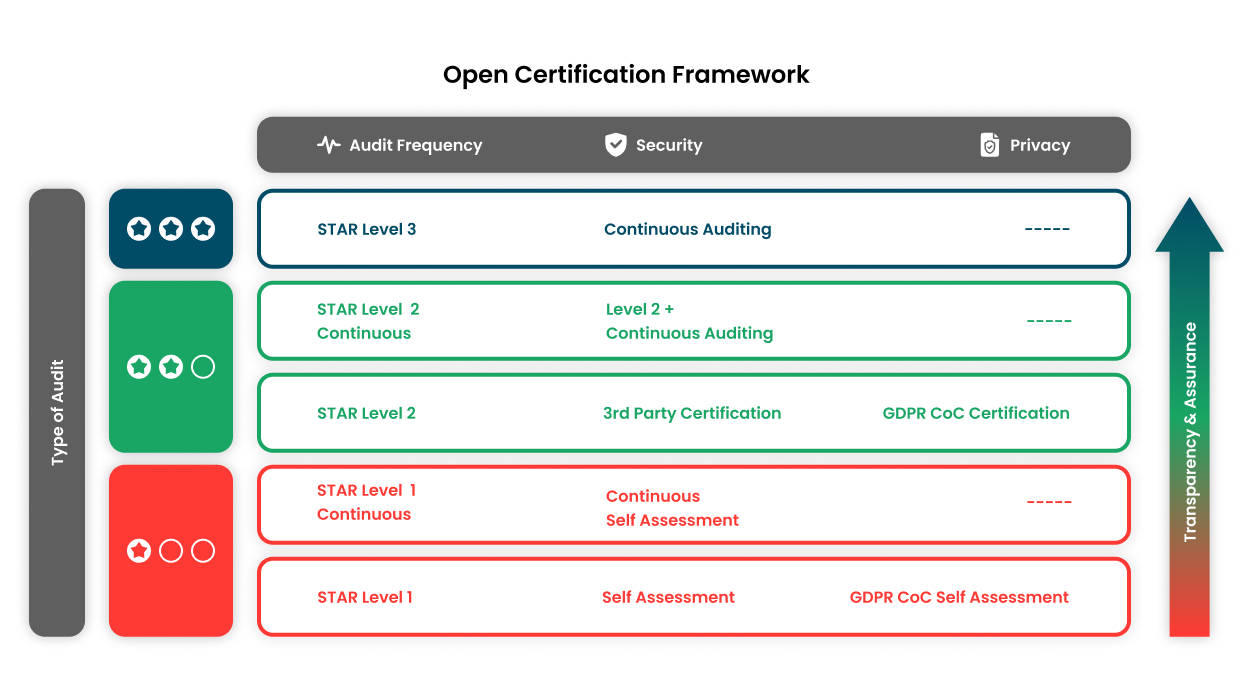 Open Certification Framework
Audit Frequency
Security
Privacy
Type of Audit
STAR Level 3
Continuous Auditing
-----
STAR Level 2
Continuous
Level 2 +
Continuous Auditing
-----
STAR Level 2
3rd Party Certification
GDPR CoC Certification
STAR Level 1
Continuous
Continuous
Self Assessment
-----
STAR Level 1
Self Assessment
GDPR CoC Self Assessment
Transparency & Assurance